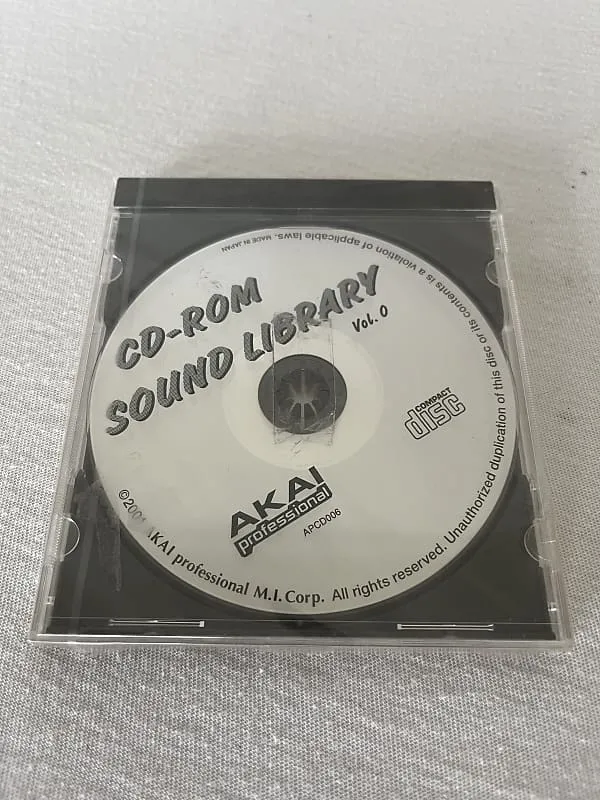 CD-ROM
SOUND LIBRARY
Vol. 0
COMPACT
disc
AKAI
professional
APCD006
©2001 AKAI professional M.I. Corp. All rights reserved. Unauthorized duplication of this disc or its contents is a violation of applicable laws. MADE IN JAPAN